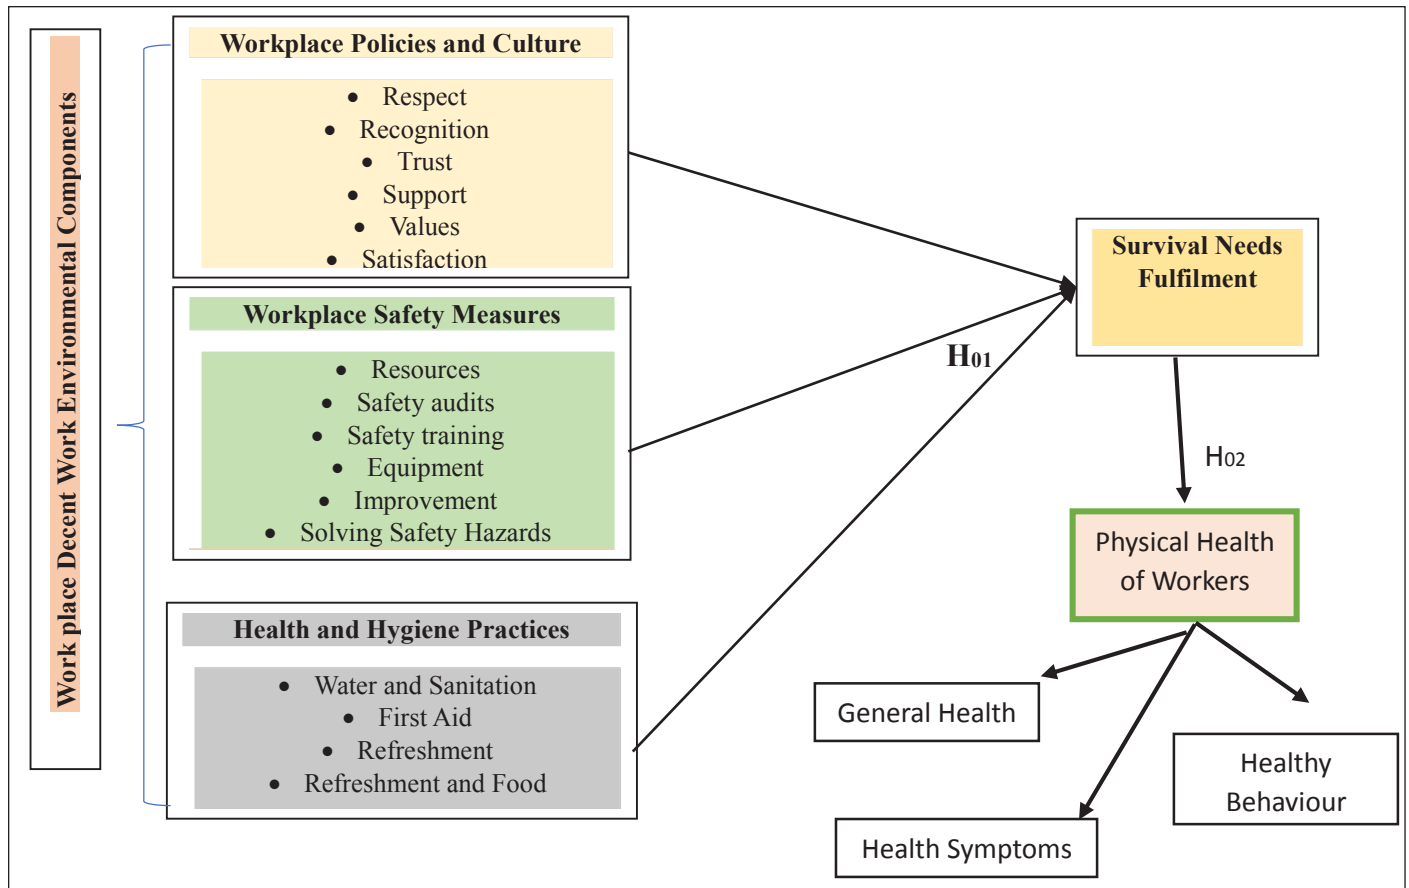 Work place Decent Work Environmental Components
Workplace Policies and Culture
• Respect
• Recognition
• Trust
• Support
• Values
• Satisfaction
Workplace Safety Measures
• Resources
• Safety audits
• Safety training
• Equipment
• Improvement
• Solving Safety Hazards
Health and Hygiene Practices
• Water and Sanitation
• First Aid
• Refreshment
• Refreshment and Food
H01
Survival Needs
Fulfilment
H02
Physical Health
of Workers
General Health
Healthy
Behaviour
Health Symptoms